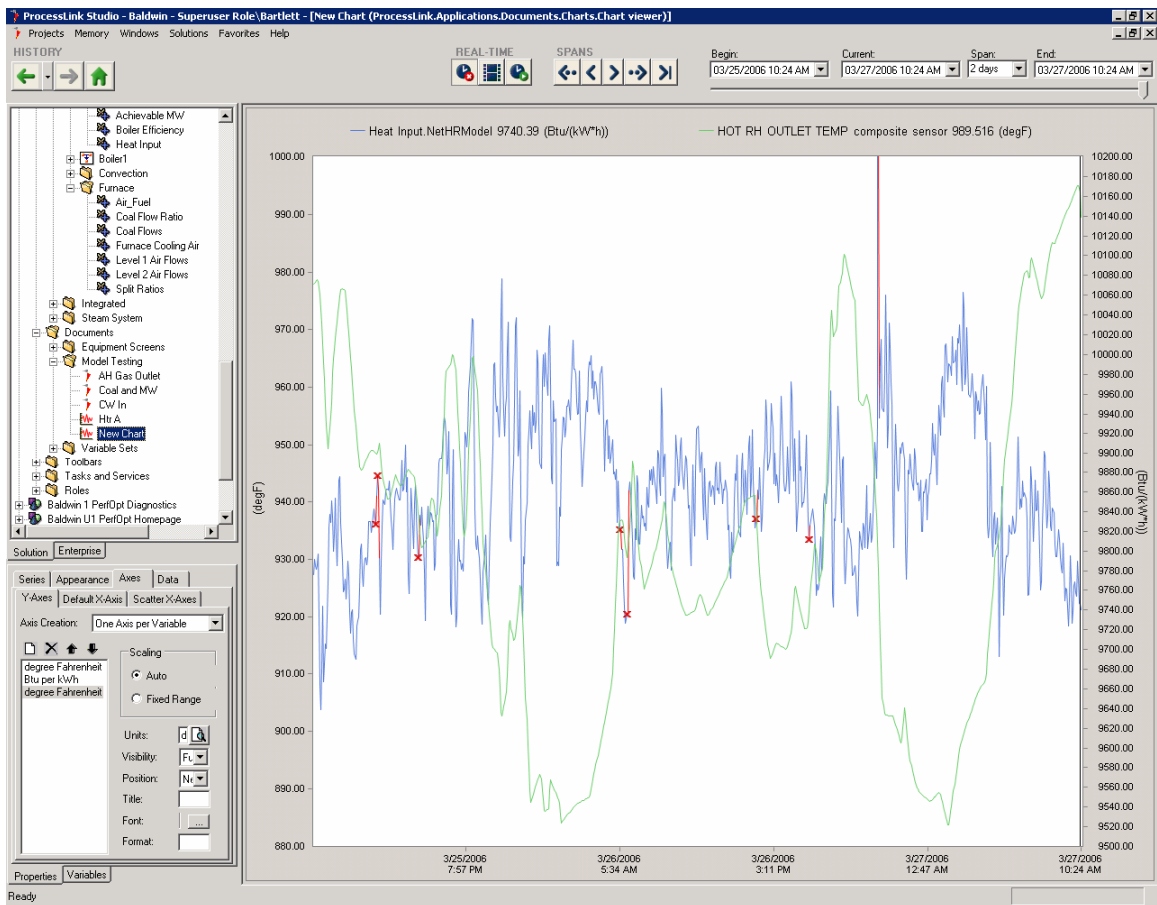 ProcessLink Studio - Baldwin - Superuser Role\Bartlett - [New Chart (ProcessLink.Applications.Documents.Charts.Chart viewer)]
Projects Memory Windows Solutions Favorites Help
HISTORY
REAL-TIME
SPANS
Begin:
Current:
Span:
End:
03/25/2006 10:24 AM
03/27/2006 10:24 AM
2 days
03/27/2006 10:24 AM
Achievable MW
Boiler Efficiency
Heat Input
Boiler1
Convection
Furnace
Air_Fuel
Coal Flow Ratio
Coal Flows
Furnace Cooling Air
Level 1 Air Flows
Level 2 Air Flows
Split Ratios
Integrated
Steam System
Documents
Equipment Screens
Model Testing
AH Gas Outlet
Coal and MW
CW In
Htr A
New Chart
Variable Sets
Toolbars
Tasks and Services
Roles
Baldwin 1 PerfOpt Diagnostics
Baldwin U1 PerfOpt Homepage
Solution Enterprise
Series Appearance Axes Data
Y-Axes Default X-Axis Scatter X-Axes
Axis Creation: One Axis per Variable
degree Fahrenheit
Btu per kWh
degree Fahrenheit
Scaling
Auto
Fixed Range
Units: d
Visibility:
Position:
Title:
Font: ...
Format:
Properties Variables
Ready
Heat Input.NetHRModel 9740.39 (Btu/(kW*h))
HOT RH OUTLET TEMP composite sensor 989.516 (degF)
1000.00
990.00
980.00
970.00
960.00
950.00
940.00
930.00
920.00
910.00
900.00
890.00
880.00
(degF)
10200.00
10180.00
10160.00
10140.00
10120.00
10100.00
10080.00
10060.00
10040.00
10020.00
10000.00
9980.00
9960.00
9940.00
9920.00
9900.00
9880.00
9860.00
9840.00
9820.00
9800.00
9780.00
9760.00
9740.00
9720.00
9700.00
9680.00
9660.00
9640.00
9620.00
9600.00
9580.00
9560.00
9540.00
9520.00
9500.00
(Btu/(kW*h))
3/25/2006
7:57 PM
3/26/2006
5:34 AM
3/26/2006
3:11 PM
3/27/2006
12:47 AM
3/27/2006
10:24 AM